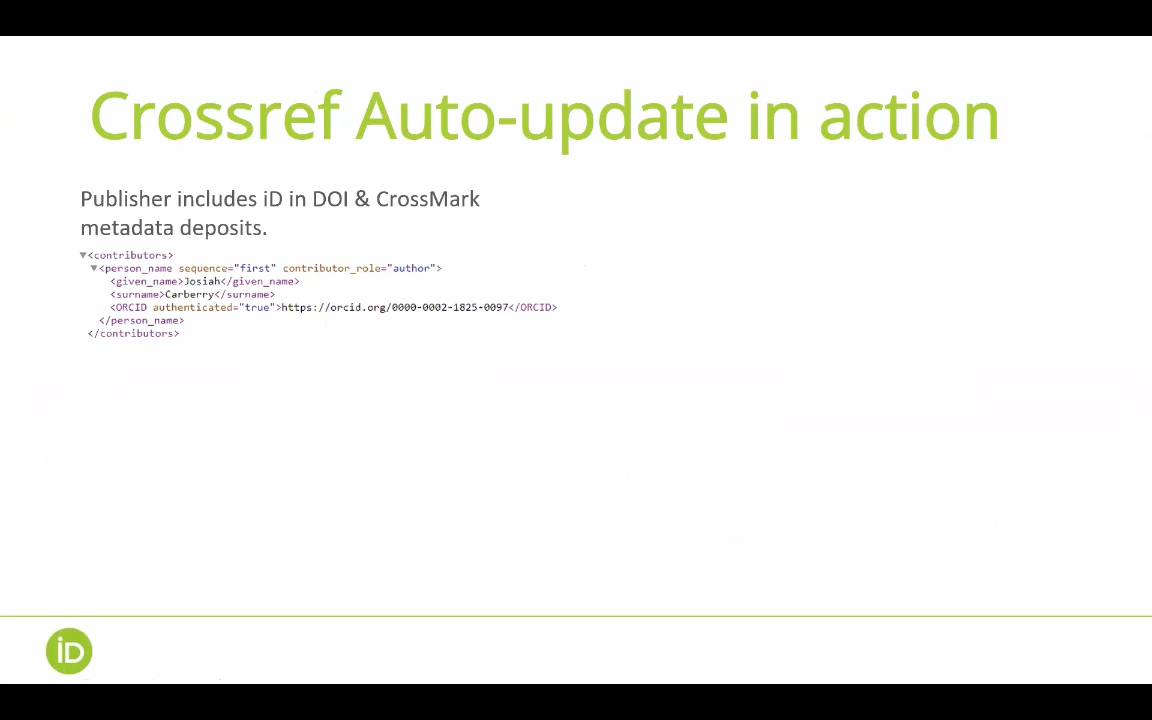 Crossref Auto-update in action
Publisher includes iD in DOI & CrossMark
metadata deposits.
▼<contributors>
▼<person_name sequence="first" contributor_role="author">
<given_name>Josiah</given_name>
<surname>Carberry</surname>
<ORCID authenticated="true">https://orcid.org/0000-0002-1825-0097</ORCID>
</person_name>
</contributors>
iD